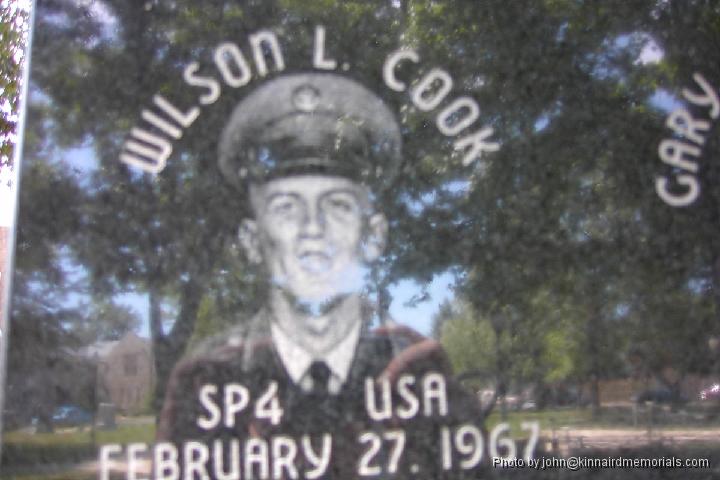 WILSON L. COOK
GARY
SP4 USA
FEBRUARY 27. 1967
Photo by john@kinnairdmemorials.com